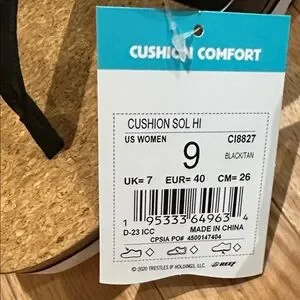 CUSHION COMFORT
CUSHION SOL HI
US WOMEN CI8827
9
BLACK/TAN
UK= 7 EUR= 40 CM= 26
1 95333 64963 4
D-23 ICC MADE IN CHINA
CPSIA PO# 4500147404
© 2020 TRESTLES IP HOLDINGS, LLC. REEF